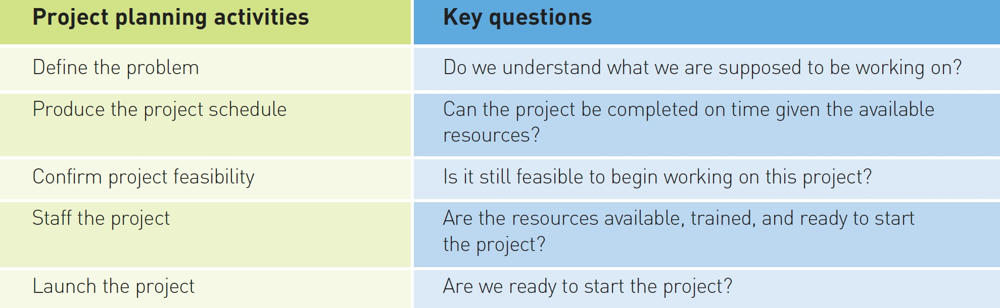 Project planning activities
Key questions
Define the problem
Do we understand what we are supposed to be working on?
Produce the project schedule
Can the project be completed on time given the available
resources?
Confirm project feasibility
Is it still feasible to begin working on this project?
Staff the project
Are the resources available, trained, and ready to start
the project?
Launch the project
Are we ready to start the project?